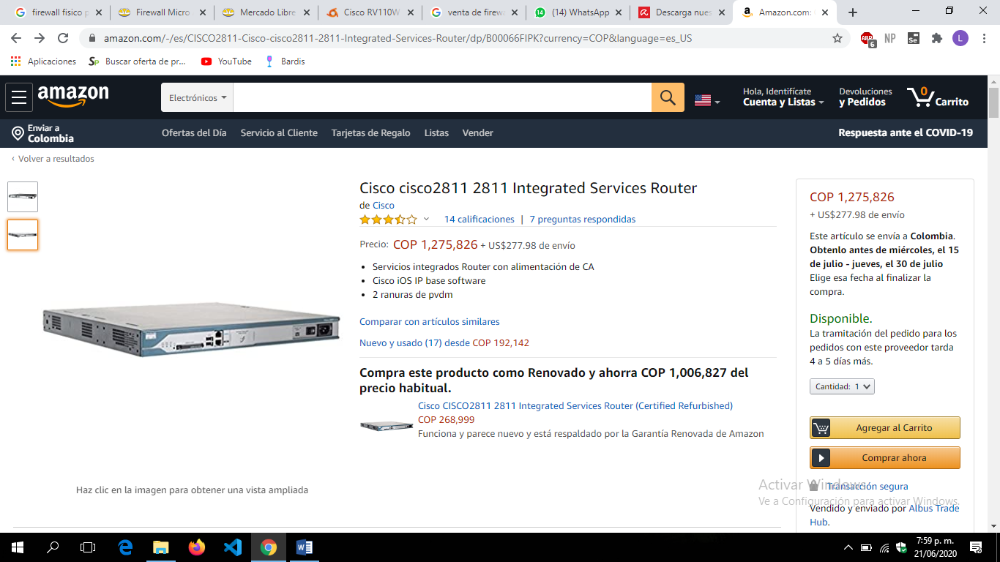 firewall fisico p
Firewall Micro
Mercado Libre
Cisco RV110W
venta de firewa
(14) WhatsApp
Descarga nues
Amazon.com:
amazon.com/-/es/CISCO2811-Cisco-cisco2811-2811-Integrated-Services-Router/dp/B00066FIPK?currency=COP&language=es_US
ABP
6
NP
Se
L
Aplicaciones
Sp
Buscar oferta de pr...
YouTube
Bardis
amazon
Electrónicos
Hola, Identifícate
Cuenta y Listas
Devoluciones
y Pedidos
0
Carrito
Enviar a
Colombia
Ofertas del Día
Servicio al Cliente
Tarjetas de Regalo
Listas
Vender
Respuesta ante el COVID-19
‹ Volver a resultados
Cisco cisco2811 2811 Integrated Services Router
de Cisco
14 calificaciones | 7 preguntas respondidas
Precio: COP 1,275,826 + US$277.98 de envío
• Servicios integrados Router con alimentación de CA
• Cisco iOS IP base software
• 2 ranuras de pvdm
Comparar con artículos similares
Nuevo y usado (17) desde COP 192,142
Compra este producto como Renovado y ahorra COP 1,006,827 del
precio habitual.
Cisco CISCO2811 2811 Integrated Services Router (Certified Refurbished)
COP 268,999
Funciona y parece nuevo y está respaldado por la Garantía Renovada de Amazon
Haz clic en la imagen para obtener una vista ampliada
COP 1,275,826
+ US$277.98 de envío
Este artículo se envía a Colombia.
Obtenlo antes de miércoles, el 15
de julio - jueves, el 30 de julio
Elige esa fecha al finalizar la
compra.
Disponible.
La tramitación del pedido para los
pedidos con este proveedor tarda
4 a 5 días más.
Cantidad: 1
Agregar al Carrito
Comprar ahora
Transacción segura
Vendido y enviado por Albus Trade
Hub.
Activar Windows
Ve a Configuración para activar Windows.
7:59 p. m.
21/06/2020